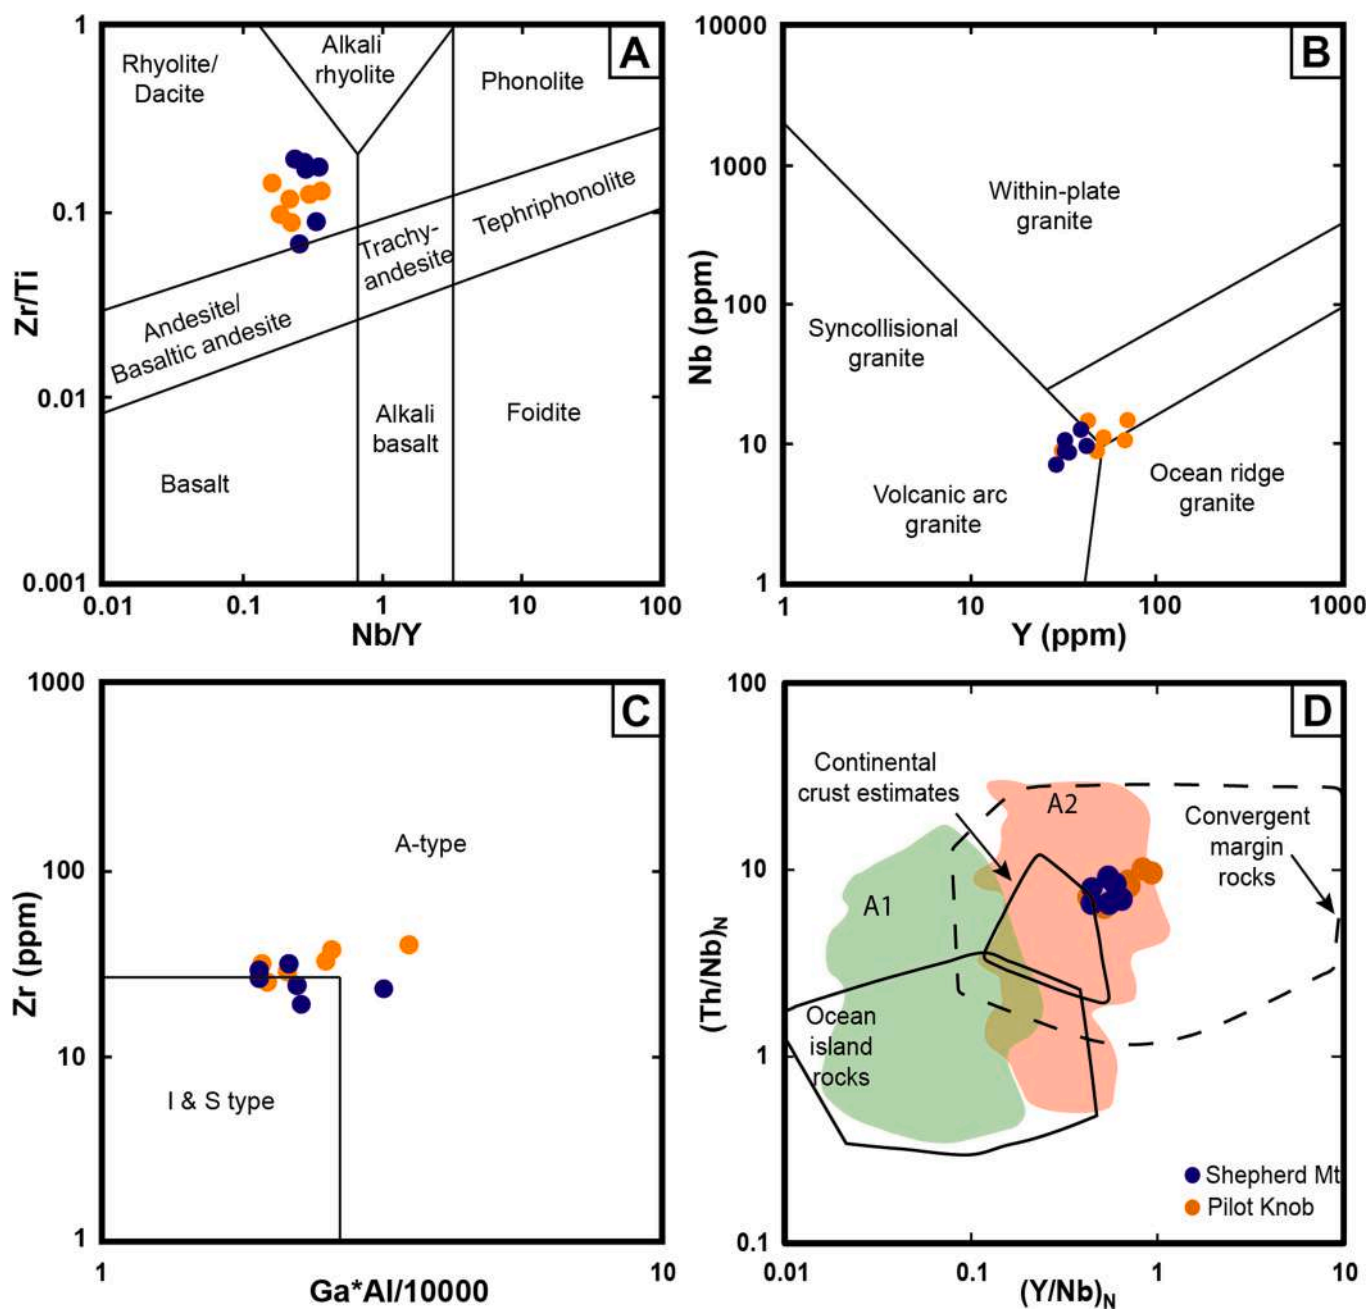 A
1
0.1
0.01
0.001
Zr/Ti
Rhyolite/
Dacite
Alkali
rhyolite
Phonolite
Trachy-
andesite
Tephriphonolite
Andesite/
Basaltic andesite
Alkali
basalt
Foidite
Basalt
0.01
0.1
1
10
100
Nb/Y
B
10000
1000
100
10
1
Nb (ppm)
Within-plate
granite
Syncollisional
granite
Volcanic arc
granite
Ocean ridge
granite
1
10
100
1000
Y (ppm)
C
1000
100
10
1
Zr (ppm)
A-type
I & S type
1
10
Ga*Al/10000
D
100
10
1
0.1
(Th/Nb)N
Continental
crust estimates
A2
Convergent
margin
rocks
A1
Ocean
island
rocks
Shepherd Mt
Pilot Knob
0.01
0.1
1
10
(Y/Nb)N